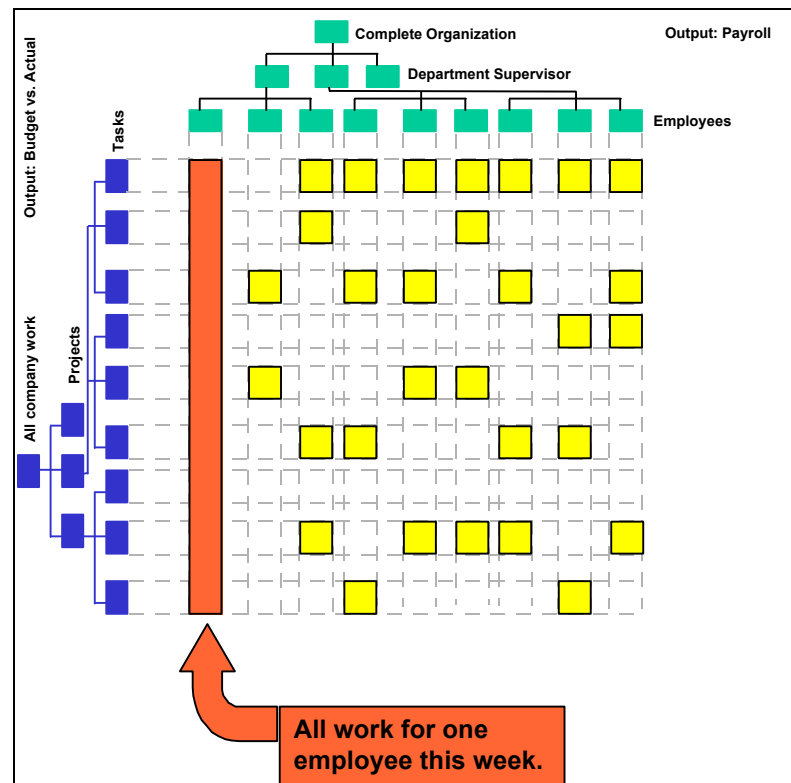 Complete Organization
Output: Payroll
Department Supervisor
Employees
Output: Budget vs. Actual
Tasks
Projects
All company work
All work for one
employee this week.